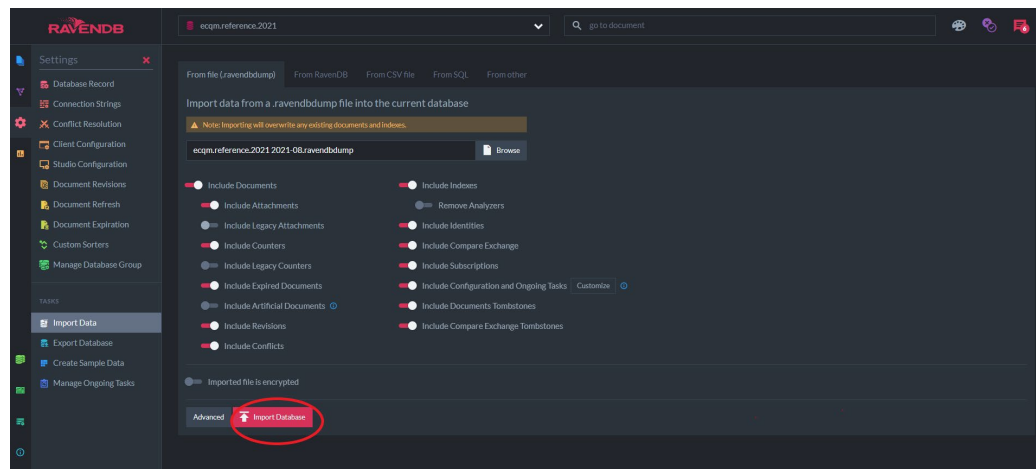 RAVENDB
ecqm.reference.2021
go to document
6
Settings
Database Record
Connection Strings
Conflict Resolution
Client Configuration
Studio Configuration
Document Revisions
Document Refresh
Document Expiration
Custom Sorters
Manage Database Group
TASKS
Import Data
Export Database
Create Sample Data
Manage Ongoing Tasks
From file (.ravendbdump) From RavenDB From CSV file From SQL From other
Import data from a .ravendbdump file into the current database
Note: Importing will overwrite any existing documents and indexes.
ecqm.reference.2021 2021-08.ravendbdump Browse
Include Documents Include Indexes
Include Attachments Remove Analyzers
Include Legacy Attachments Include Identities
Include Counters Include Compare Exchange
Include Legacy Counters Include Subscriptions
Include Expired Documents Include Configuration and Ongoing Tasks Customize
Include Artificial Documents Include Documents Tombstones
Include Revisions Include Compare Exchange Tombstones
Include Conflicts
Imported file is encrypted
Advanced Import Database